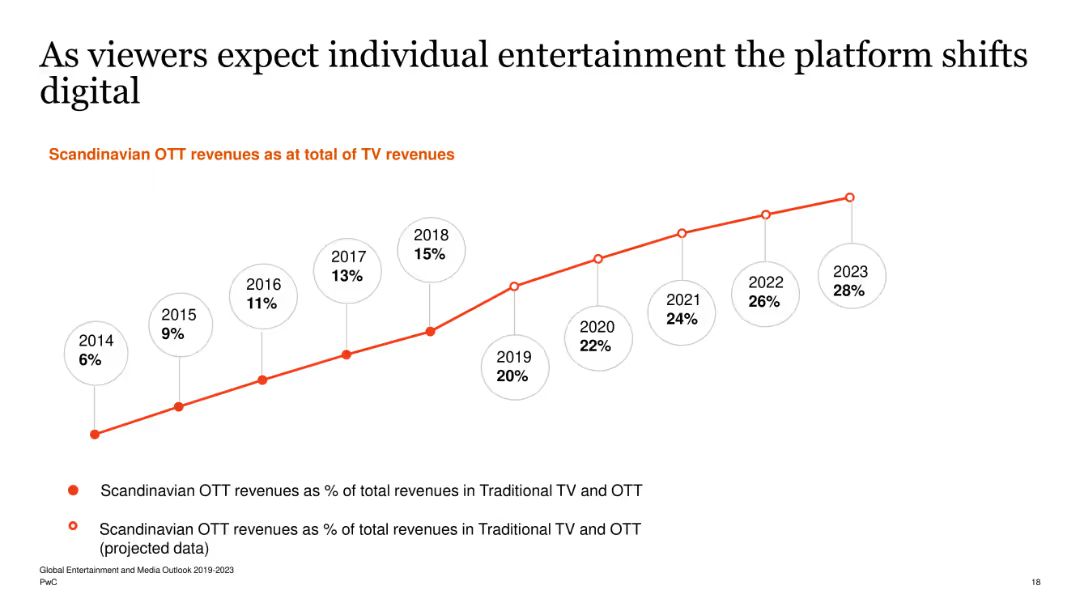 As viewers expect individual entertainment the platform shifts
digital
Scandinavian OTT revenues as at total of TV revenues
2014
6%
2015
9%
2016
11%
2017
13%
2018
15%
2019
20%
2020
22%
2021
24%
2022
26%
2023
28%
Scandinavian OTT revenues as % of total revenues in Traditional TV and OTT
Scandinavian OTT revenues as % of total revenues in Traditional TV and OTT
(projected data)
Global Entertainment and Media Outlook 2019-2023
PwC
18